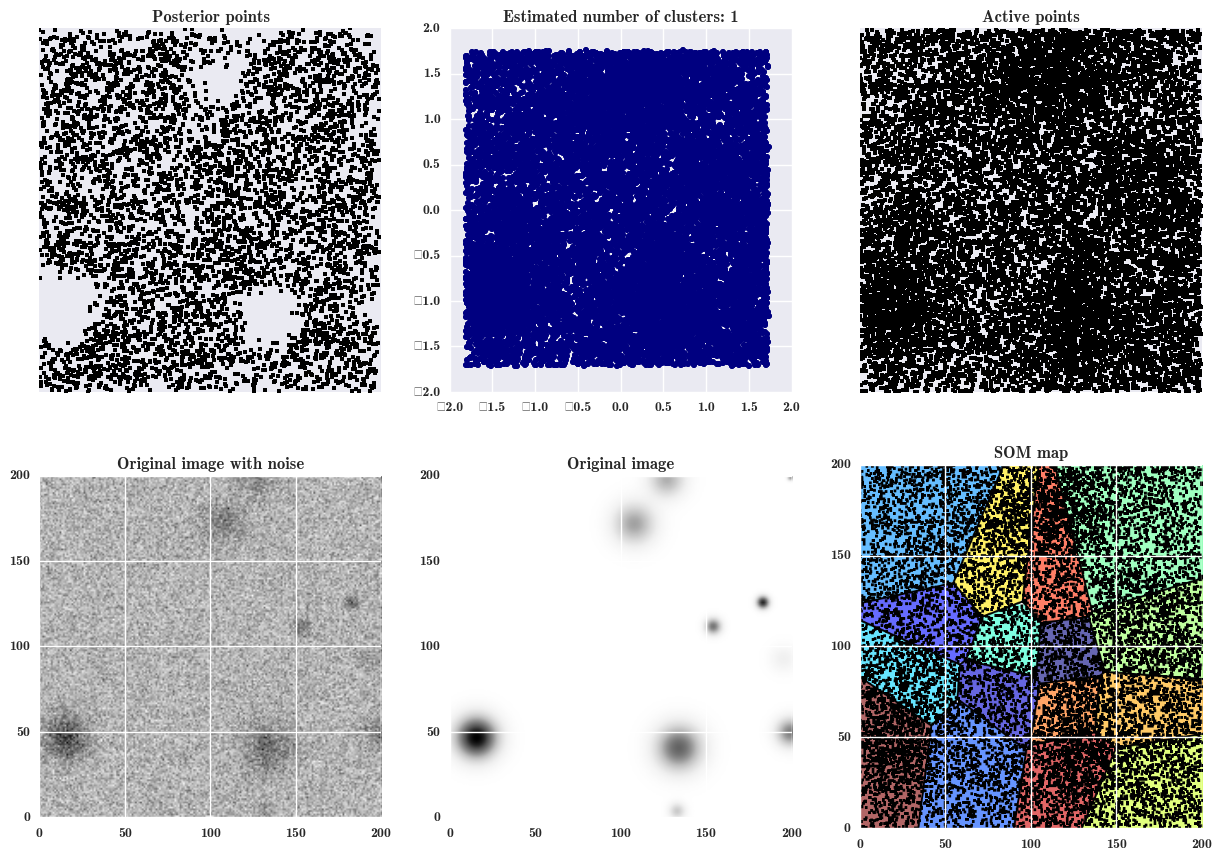 Posterior points
Estimated number of clusters: 1
Active points
2.0
1.5
1.0
0.5
0.0
□0.5
□1.0
□1.5
□2.0
□2.0 □1.5 □1.0 □0.5 0.0 0.5 1.0 1.5 2.0
Original image with noise
Original image
SOM map
200
150
100
50
0
0 50 100 150 200
200
150
100
50
0
0 50 100 150 200
200
150
100
50
0
0 50 100 150 200